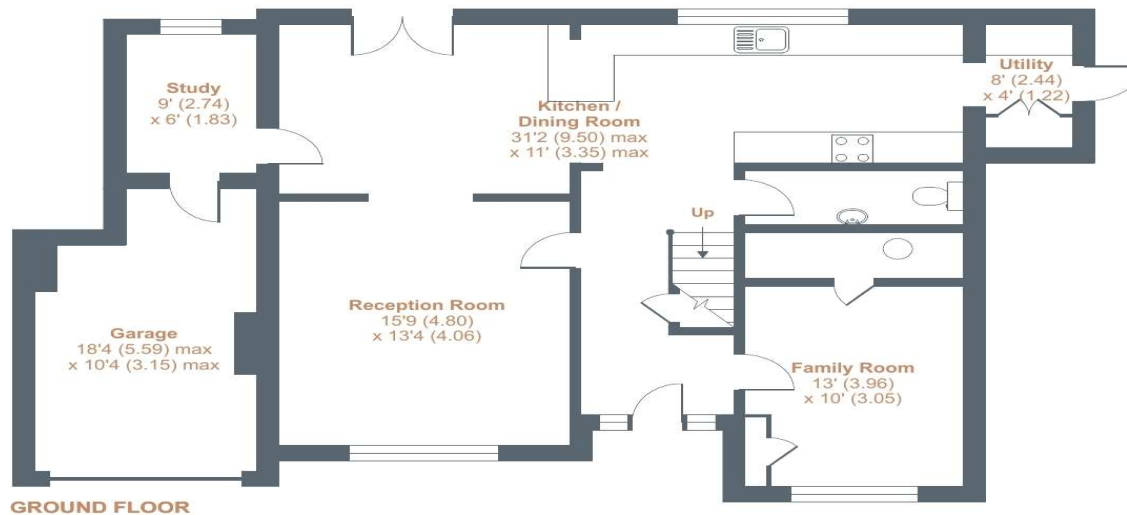 Study
9' (2.74)
x 6' (1.83)
Kitchen /
Dining Room
31'2 (9.50) max
x 11' (3.35) max
Utility
8' (2.44)
x 4' (1.22)
Up
Reception Room
15'9 (4.80)
x 13'4 (4.06)
Garage
18'4 (5.59) max
x 10'4 (3.15) max
Family Room
13' (3.96)
x 10' (3.05)
GROUND FLOOR